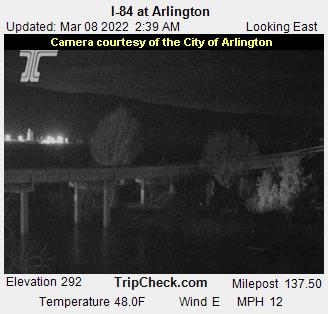 I-84 at Arlington
Updated: Mar 08 2022 2:39 AM Looking East
Camera courtesy of the City of Arlington
Elevation 292 TripCheck.com Milepost 137.50
Temperature 48.0F Wind E MPH 12